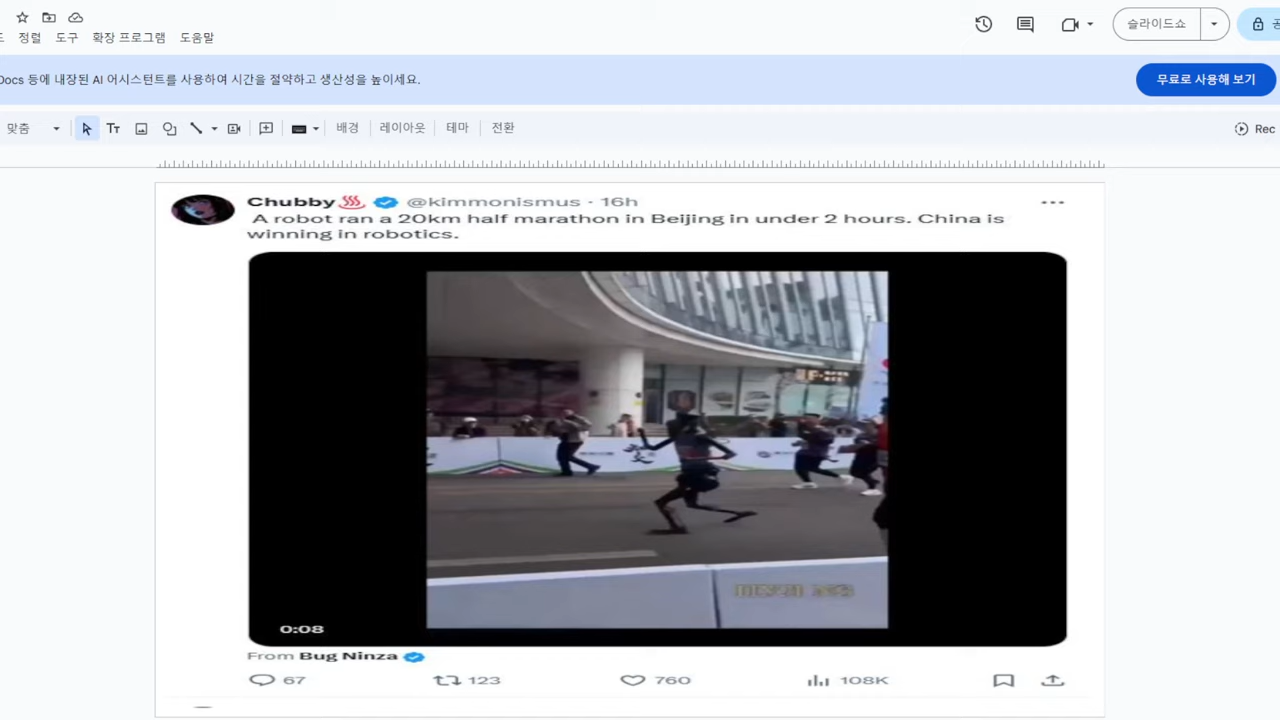 정렬 도구 확장 프로그램 도움말
슬라이드쇼
Docs 등에 내장된 AI 어시스턴트를 사용하여 시간을 절약하고 생산성을 높이세요.
무료로 사용해 보기
맞춤
배경 레이아웃 테마 전환
Rec
Chubby @kimmonismus · 16h
A robot ran a 20km half marathon in Beijing in under 2 hours. China is
winning in robotics.
0:08
From Bug Ninza
67 123 760 108K